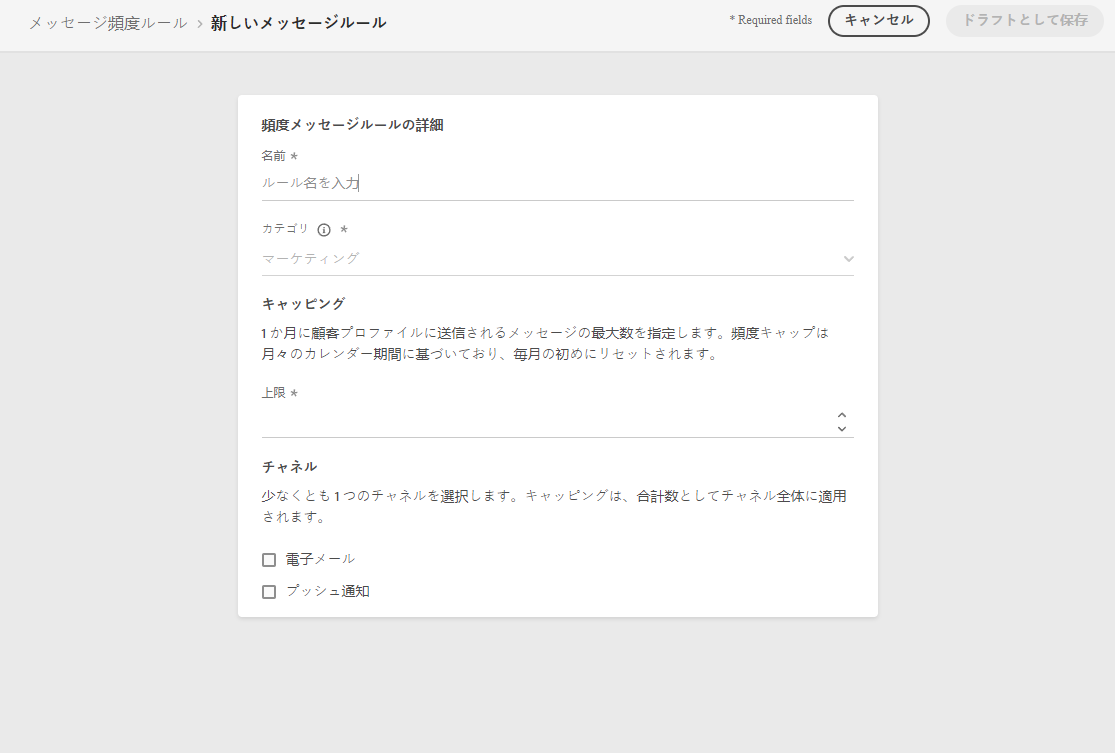 メッセージ頻度ルール > 新しいメッセージルール
* Required fields
キャンセル
ドラフトとして保存
頻度メッセージルールの詳細
名前 *
ルール名を入力
カテゴリ *
マーケティング
キャッピング
1 か月に顧客プロファイルに送信されるメッセージの最大数を指定します。頻度キャップは
月々のカレンダー期間に基づいており、毎月の初めにリセットされます。
上限 *
チャネル
少なくとも 1 つのチャネルを選択します。キャッピングは、合計数としてチャネル全体に適用
されます。
電子メール
プッシュ通知